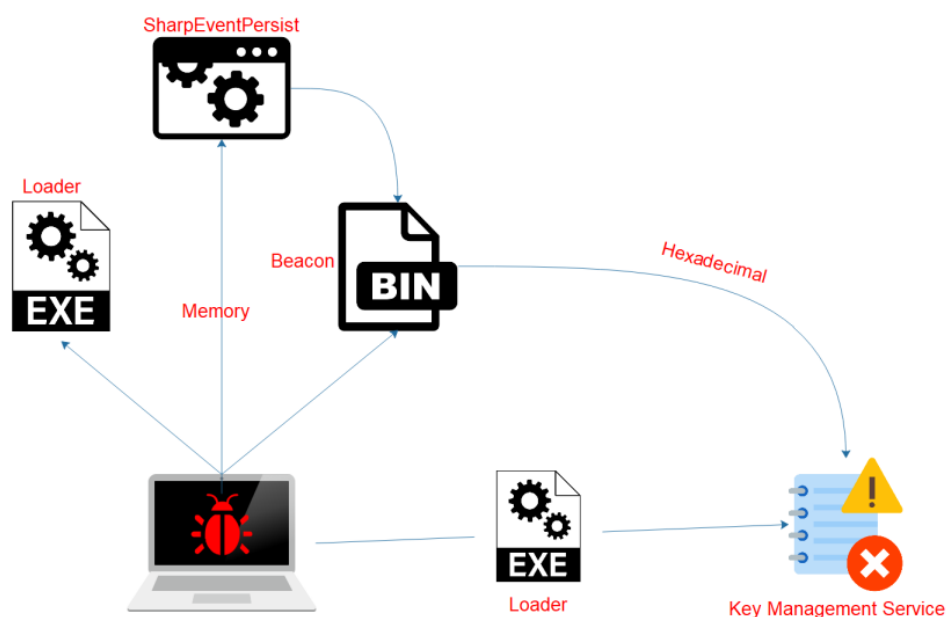 SharpEventPersist
Loader
EXE
Beacon
BIN
Hexadecimal
Memory
EXE
Loader
Key Management Service